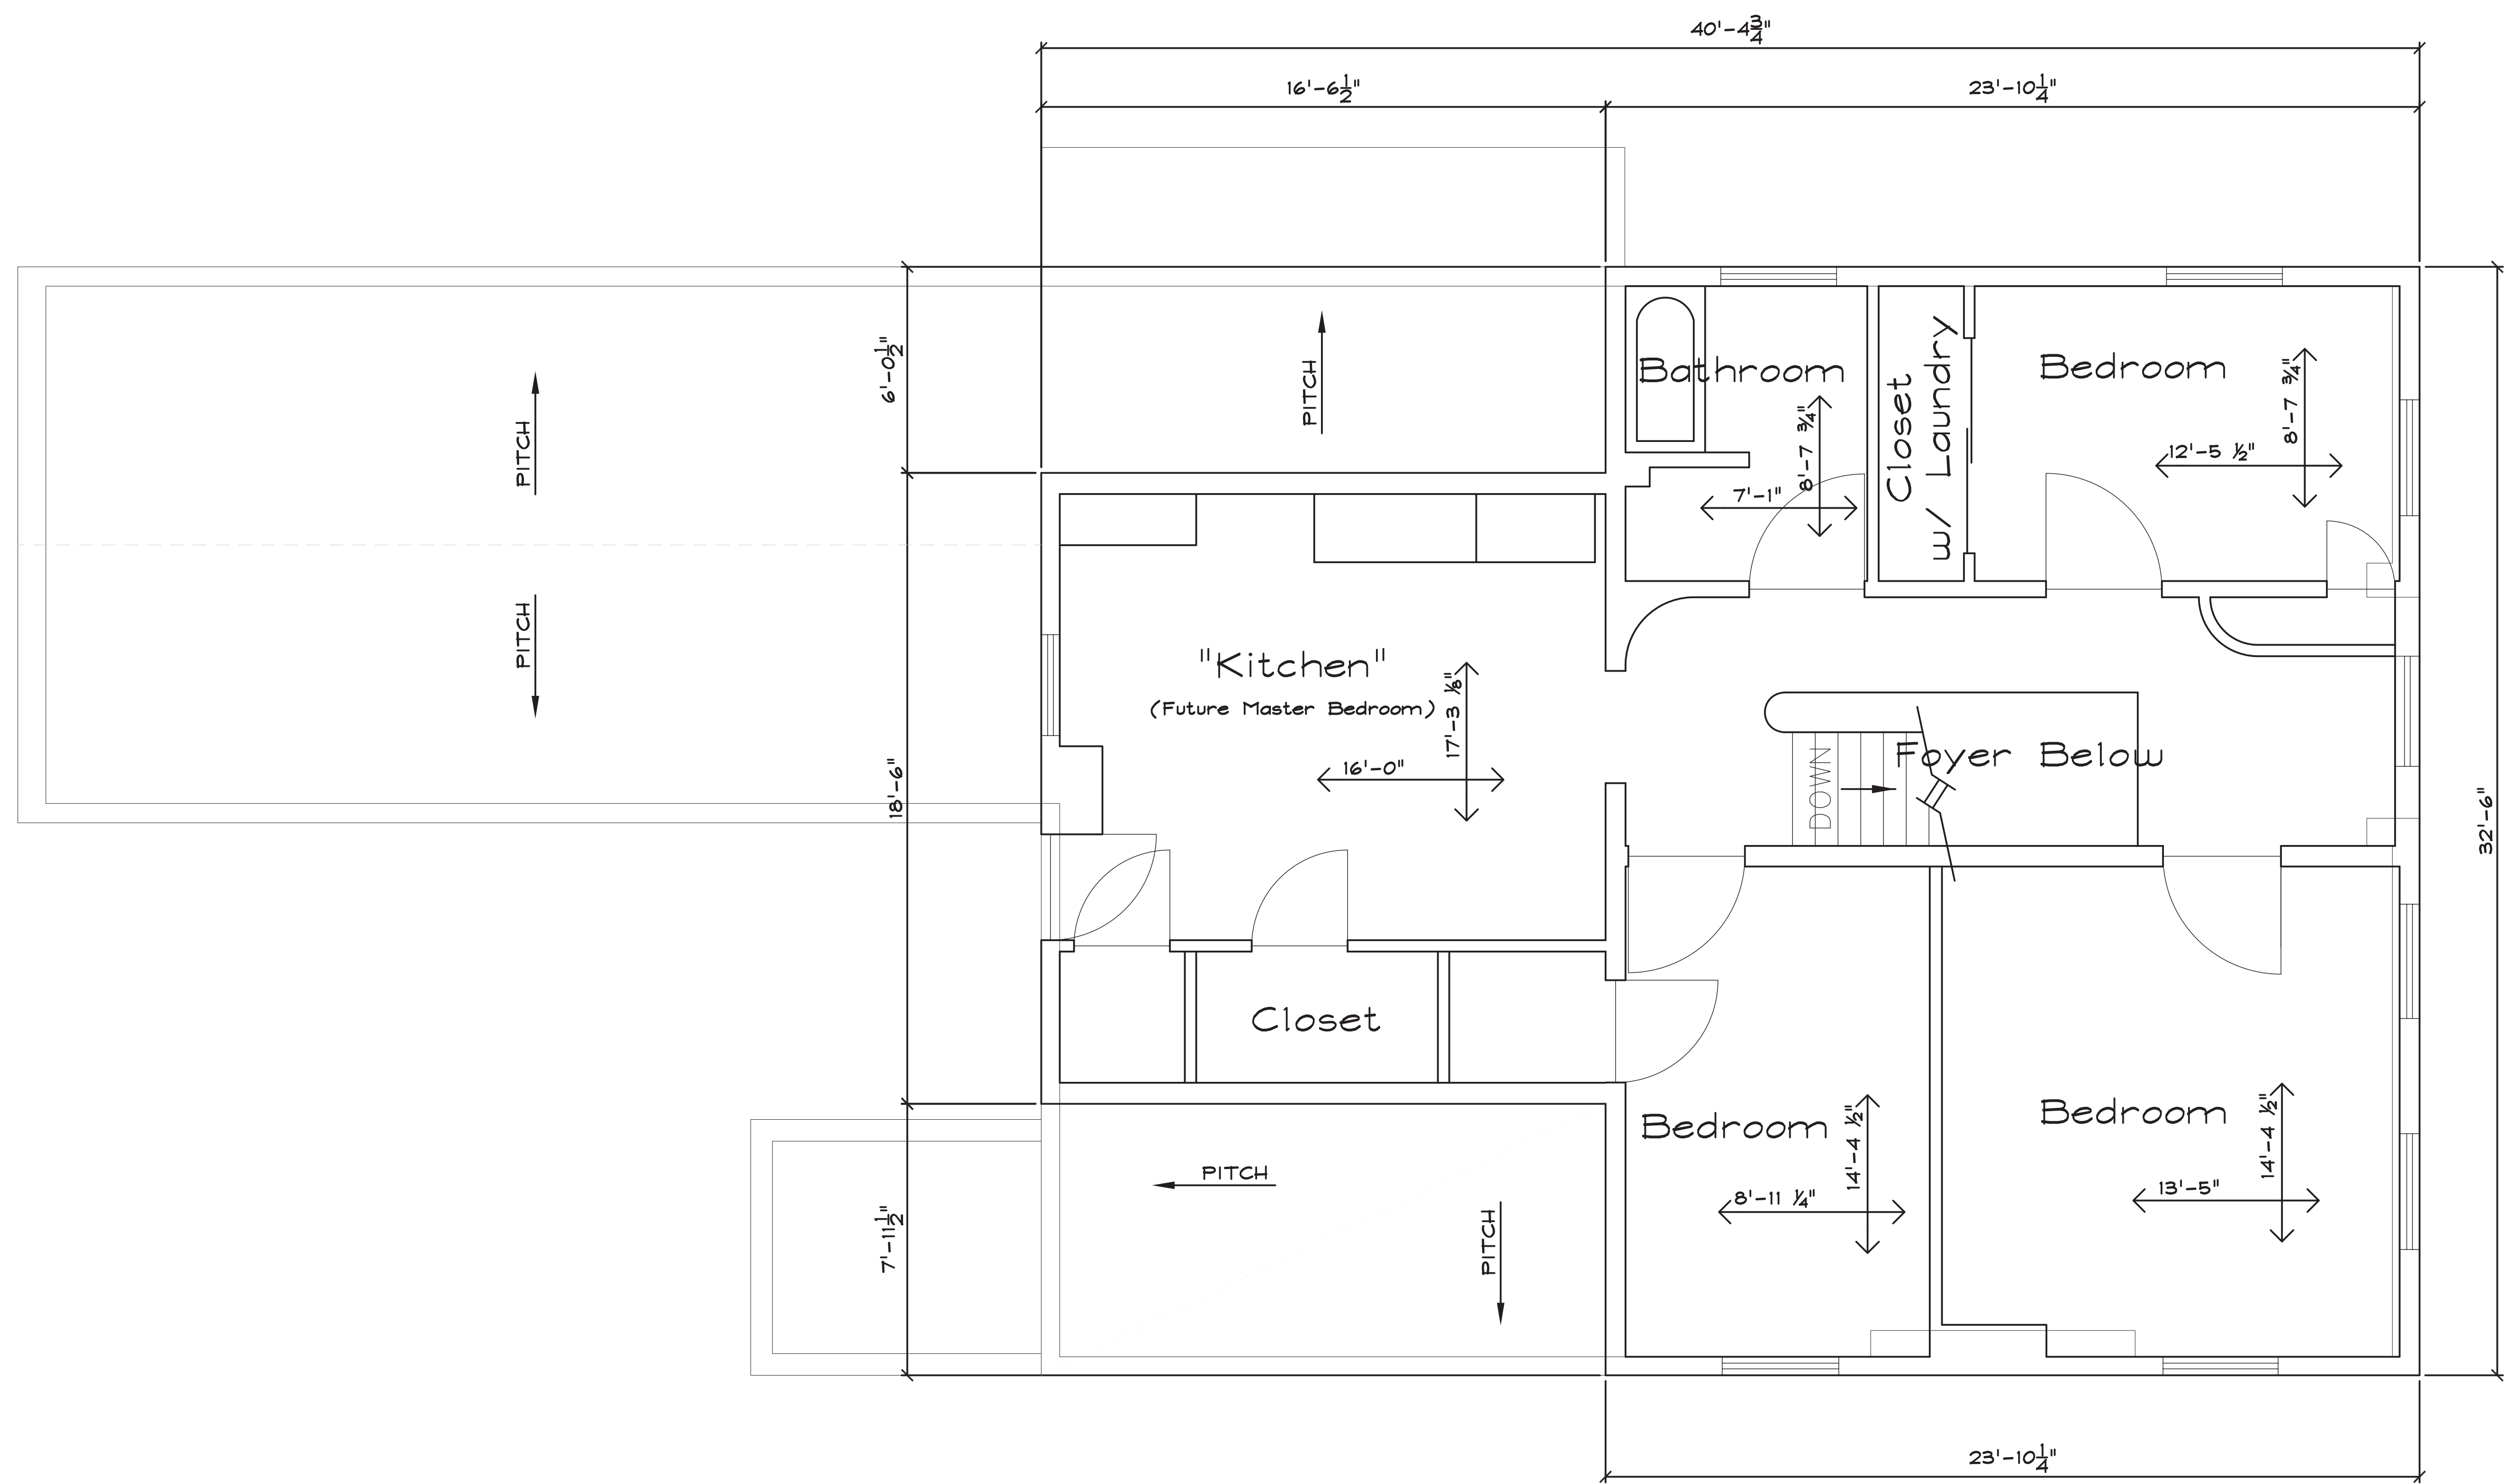 40'-4 3/4"
16'-6 1/2"
23'-10 1/4"
6'-0 1/2"
PITCH
PITCH
Bathroom
8'-7 3/4"
7'-1"
Closet
w/ Laundry
Bedroom
8'-7 3/4"
12'-5 1/2"
PITCH
"Kitchen"
(Future Master Bedroom)
17'-3 1/8"
16'-0"
DOWN
Foyer Below
18'-6"
32'-6"
Closet
Bedroom
14'-4 1/2"
8'-11 1/4"
Bedroom
14'-4 1/2"
13'-5"
PITCH
PITCH
7'-11 1/2"
23'-10 1/4"